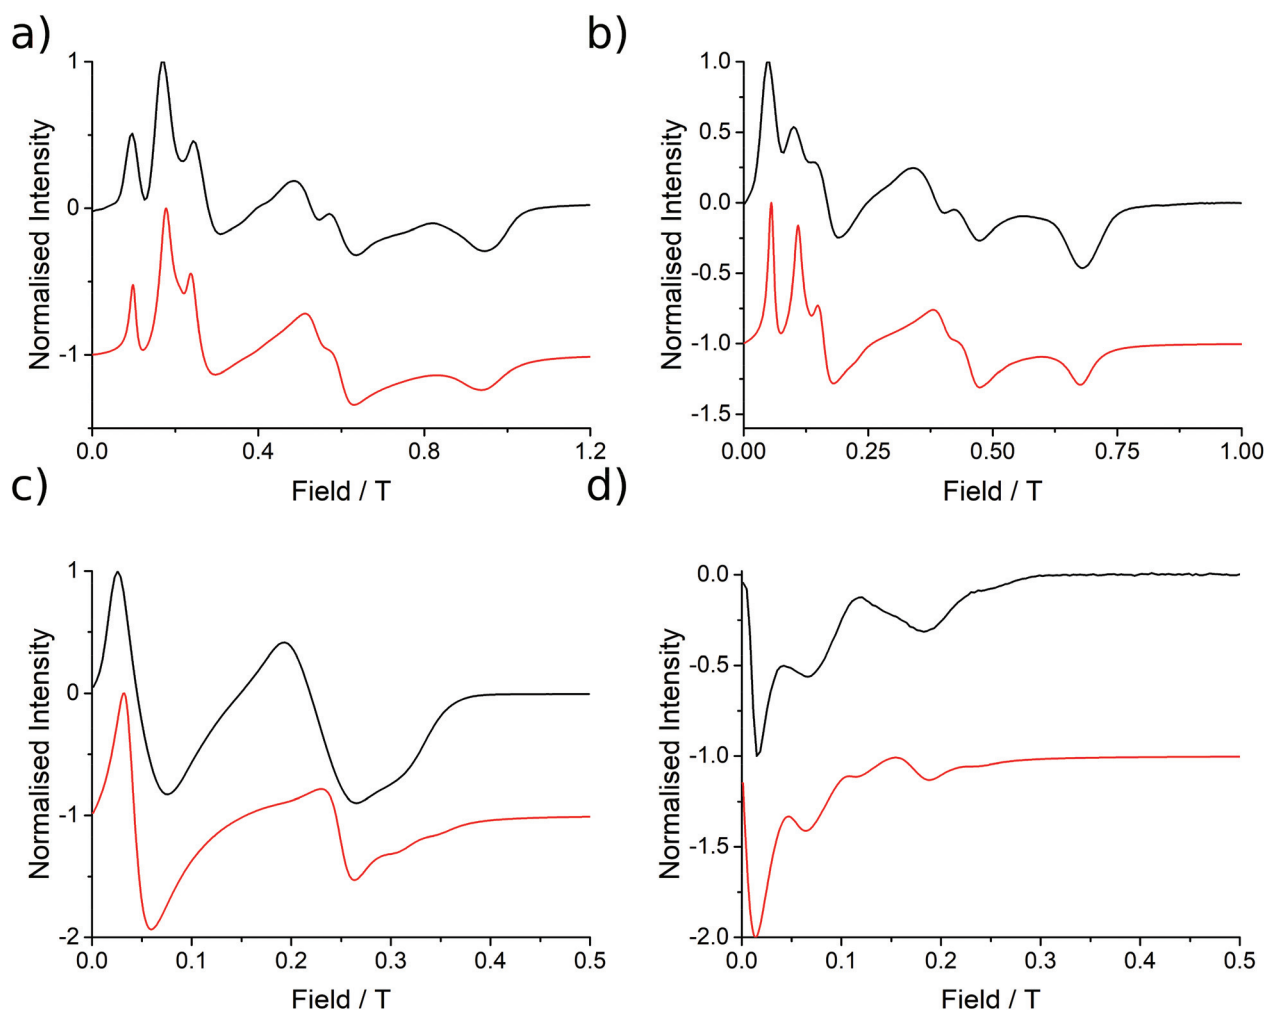 a)
1
0
-1
Normalised Intensity
0.0 0.4 0.8 1.2
Field / T
b)
1.0
0.5
0.0
-0.5
-1.0
-1.5
Normalised Intensity
0.00 0.25 0.50 0.75 1.00
Field / T
c)
1
0
-1
-2
Normalised Intensity
0.0 0.1 0.2 0.3 0.4 0.5
Field / T
d)
0.0
-0.5
-1.0
-1.5
-2.0
Normalised Intensity
0.0 0.1 0.2 0.3 0.4 0.5
Field / T